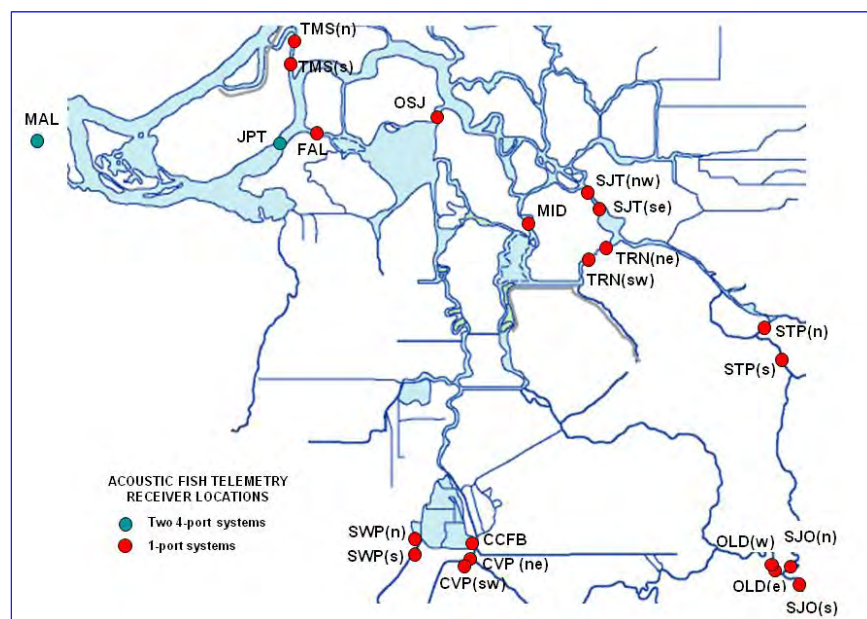 TMS(n)
TMS(s)
OSJ
MAL
JPT
FAL
SJT(nw)
SJT(se)
MID
TRN(ne)
TRN(sw)
STP(n)
STP(s)
ACOUSTIC FISH TELEMETRY
RECEIVER LOCATIONS
Two 4-port systems
1-port systems
SWP(n)
SWP(s)
CCFB
CVP (ne)
CVP(sw)
OLD(w)
SJO(n)
OLD(e)
SJO(s)